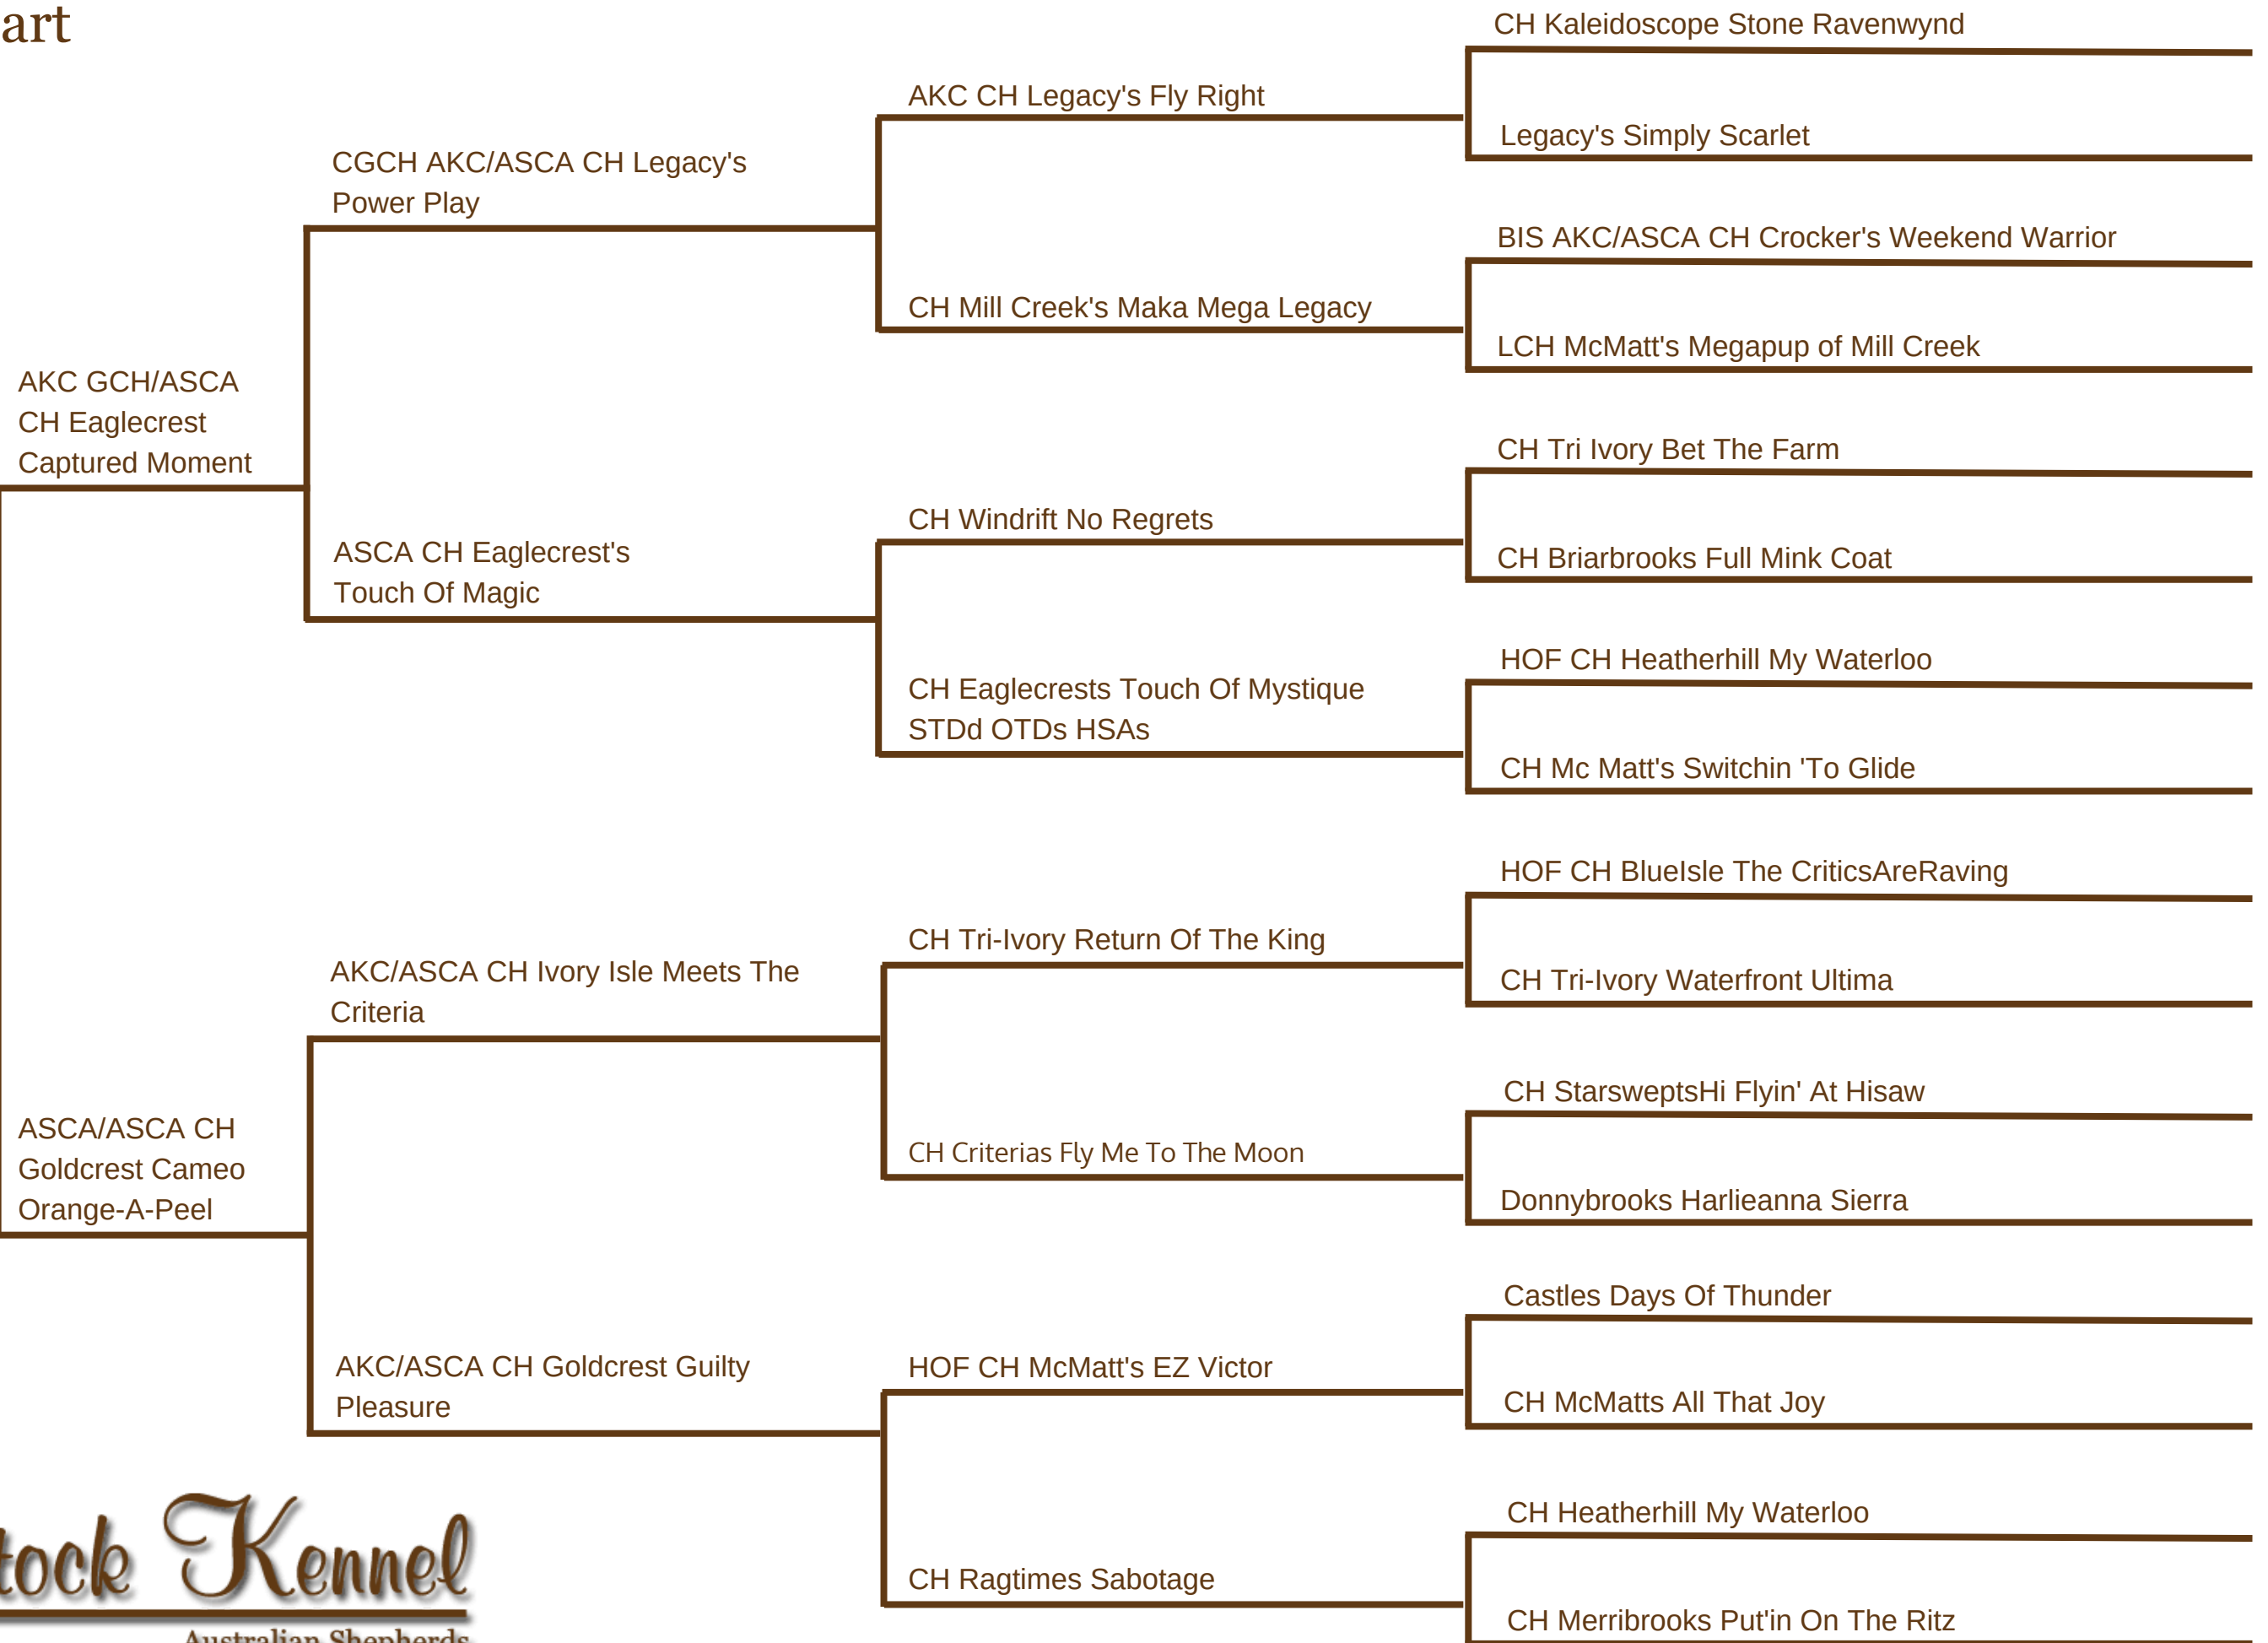 art
CH Kaleidoscope Stone Ravenwynd
AKC CH Legacy's Fly Right
Legacy's Simply Scarlet
CGCH AKC/ASCA CH Legacy's
Power Play
BIS AKC/ASCA CH Crocker's Weekend Warrior
CH Mill Creek's Maka Mega Legacy
LCH McMatt's Megapup of Mill Creek
AKC GCH/ASCA
CH Eaglecrest
Captured Moment
CH Tri Ivory Bet The Farm
CH Windrift No Regrets
ASCA CH Eaglecrest's
Touch Of Magic
CH Briarbrooks Full Mink Coat
HOF CH Heatherhill My Waterloo
CH Eaglecrests Touch Of Mystique
STDd OTDs HSAs
CH Mc Matt's Switchin 'To Glide
HOF CH BlueIsle The CriticsAreRaving
CH Tri-Ivory Return Of The King
AKC/ASCA CH Ivory Isle Meets The
Criteria
CH Tri-Ivory Waterfront Ultima
CH StarsweptsHi Flyin' At Hisaw
ASCA/ASCA CH
Goldcrest Cameo
Orange-A-Peel
CH Criterias Fly Me To The Moon
Donnybrooks Harlieanna Sierra
Castles Days Of Thunder
AKC/ASCA CH Goldcrest Guilty
Pleasure
HOF CH McMatt's EZ Victor
CH McMatts All That Joy
CH Heatherhill My Waterloo
CH Ragtimes Sabotage
CH Merribrooks Put'in On The Ritz
tock Kennel
Australian Shepherds